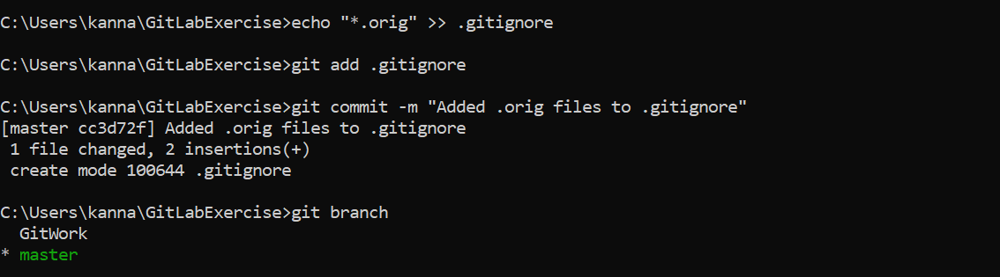 C:\Users\kanna\GitLabExercise>echo "*.orig" >> .gitignore
C:\Users\kanna\GitLabExercise>git add .gitignore
C:\Users\kanna\GitLabExercise>git commit -m "Added .orig files to .gitignore"
[master cc3d72f] Added .orig files to .gitignore
 1 file changed, 2 insertions(+)
 create mode 100644 .gitignore
C:\Users\kanna\GitLabExercise>git branch
  GitWork
* master